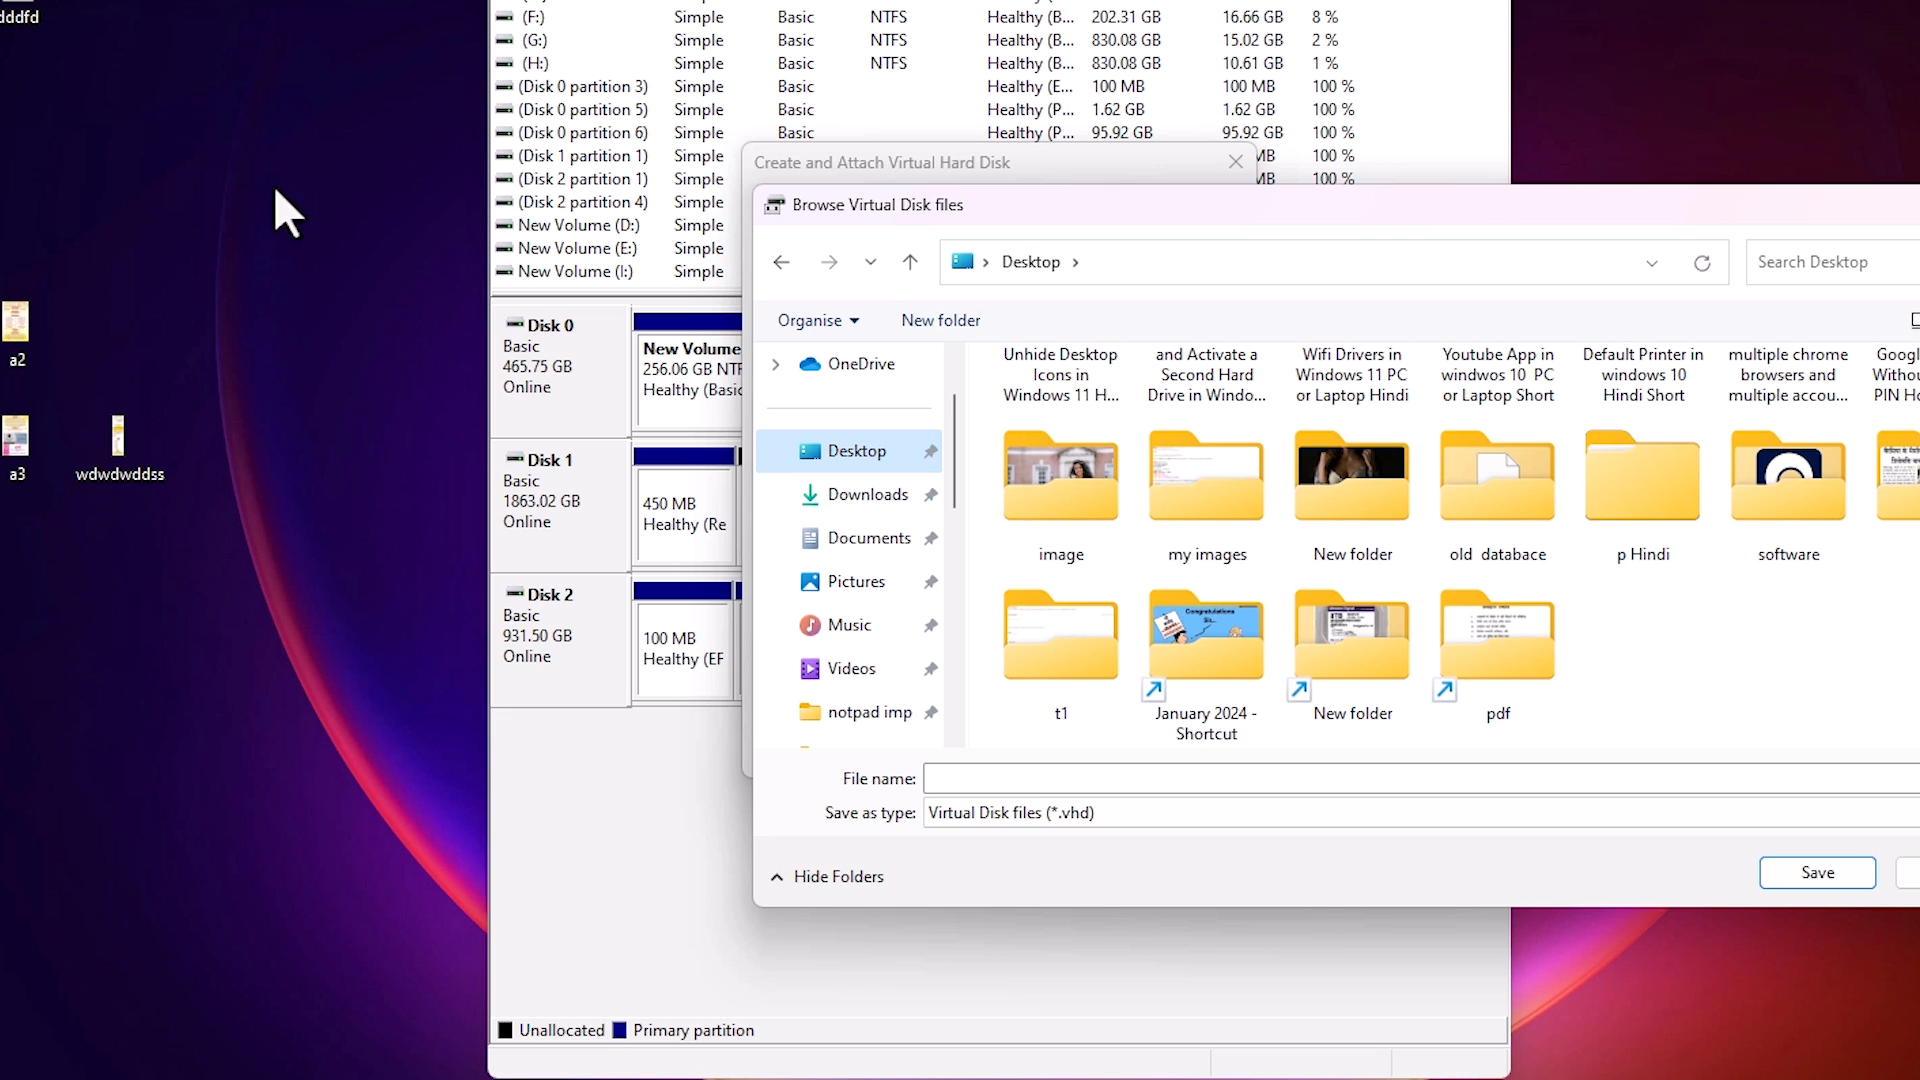 dddfd
(F:) Simple Basic NTFS Healthy (B... 202.31 GB 16.66 GB 8 %
(G:) Simple Basic NTFS Healthy (B... 830.08 GB 15.02 GB 2 %
(H:) Simple Basic NTFS Healthy (B... 830.08 GB 10.61 GB 1 %
(Disk 0 partition 3) Simple Basic Healthy (E... 100 MB 100 MB 100 %
(Disk 0 partition 5) Simple Basic Healthy (P... 1.62 GB 1.62 GB 100 %
(Disk 0 partition 6) Simple Basic Healthy (P... 95.92 GB 95.92 GB 100 %
(Disk 1 partition 1) Simple MB 100 %
(Disk 2 partition 1) Simple MB 100 %
(Disk 2 partition 4) Simple
New Volume (D:) Simple
New Volume (E:) Simple
New Volume (I:) Simple
Create and Attach Virtual Hard Disk
Browse Virtual Disk files
Desktop
Search Desktop
Organise New folder
OneDrive
Desktop
Downloads
Documents
Pictures
Music
Videos
notpad imp
Unhide Desktop
Icons in
Windows 11 H...
and Activate a
Second Hard
Drive in Windo...
Wifi Drivers in
Windows 11 PC
or Laptop Hindi
Youtube App in
windwos 10 PC
or Laptop Short
Default Printer in
windows 10
Hindi Short
multiple chrome
browsers and
multiple accou...
Googl
Withou
PIN Ho
image
my images
New folder
old databace
p Hindi
software
t1
Congratulations
Sir...
January 2024 -
Shortcut
New folder
pdf
File name:
Save as type: Virtual Disk files (*.vhd)
Hide Folders
Save
Disk 0
Basic
465.75 GB
Online
New Volume
256.06 GB NTF
Healthy (Basic
Disk 1
Basic
1863.02 GB
Online
450 MB
Healthy (Re
Disk 2
Basic
931.50 GB
Online
100 MB
Healthy (EF
Unallocated Primary partition
a2
a3
wdwdwddss